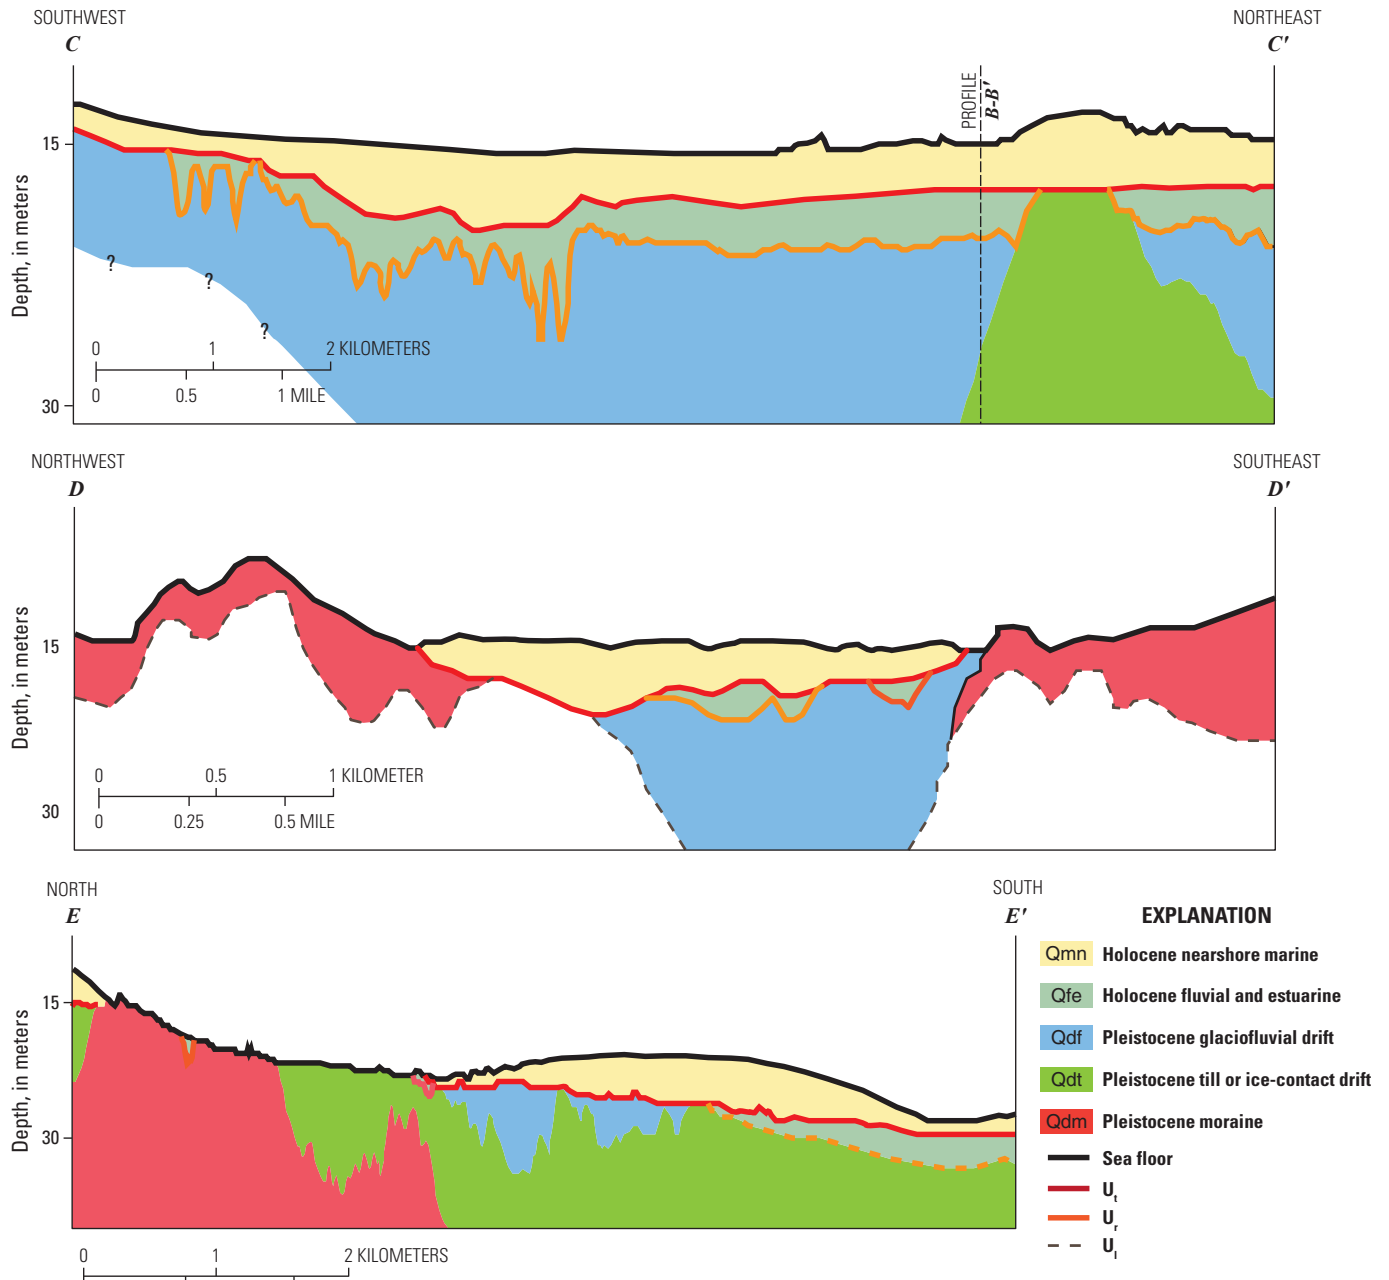 SOUTHWEST
C
NORTHEAST
C'
PROFILE
B-B'
15
30
Depth, in meters
?
?
?
0 1 2 KILOMETERS
0 0.5 1 MILE
NORTHWEST
D
SOUTHEAST
D'
15
30
Depth, in meters
0 0.5 1 KILOMETER
0 0.25 0.5 MILE
NORTH
E
SOUTH
E'
15
30
Depth, in meters
0 1 2 KILOMETERS
EXPLANATION
Qmn Holocene nearshore marine
Qfe Holocene fluvial and estuarine
Qdf Pleistocene glaciofluvial drift
Qdt Pleistocene till or ice-contact drift
Qdm Pleistocene moraine
Sea floor
Ut
Ur
Ul